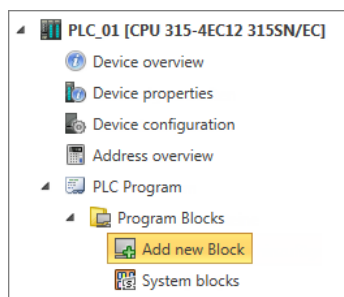 PLC_01 [CPU 315-4EC12 315SN/EC]
Device overview
Device properties
Device configuration
Address overview
PLC Program
Program Blocks
Add new Block
System blocks